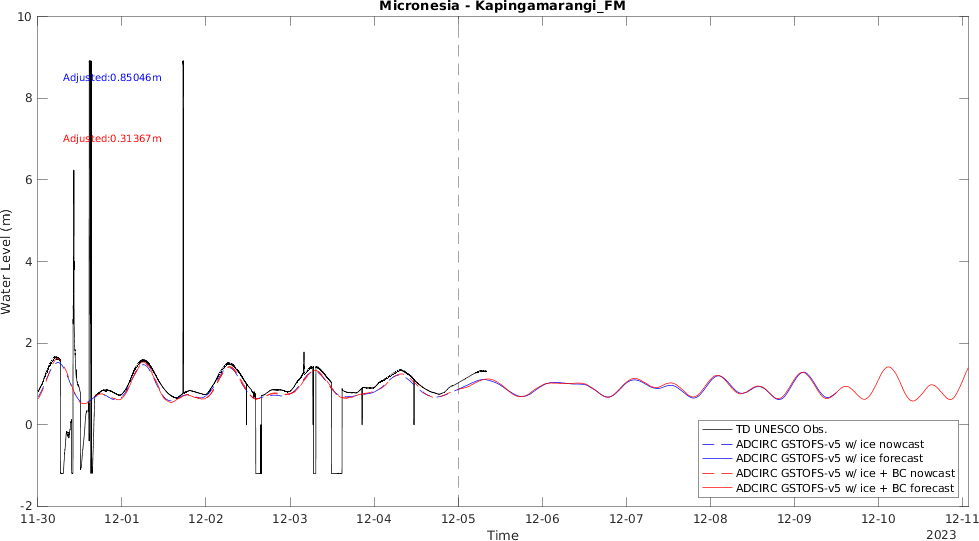 Micronesia - Kapingamarangi_FM
10
8
6
4
2
0
-2
Water Level (m)
Adjusted:0.85046m
Adjusted:0.31367m
TD UNESCO Obs.
ADCIRC GSTOFS-v5 w/ ice nowcast
ADCIRC GSTOFS-v5 w/ ice forecast
ADCIRC GSTOFS-v5 w/ ice + BC nowcast
ADCIRC GSTOFS-v5 w/ ice + BC forecast
11-30 12-01 12-02 12-03 12-04 12-05 12-06 12-07 12-08 12-09 12-10 12-11
Time
2023